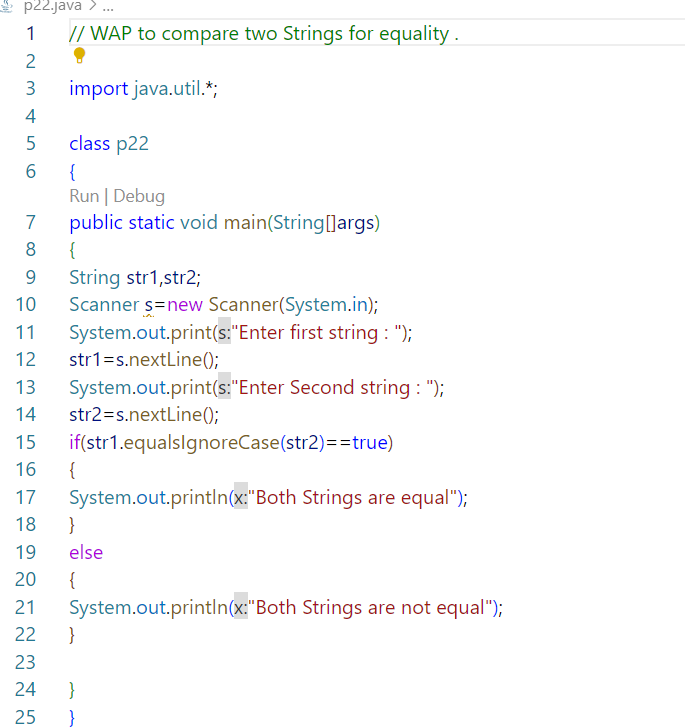 p22.java > ...
1 // WAP to compare two Strings for equality .
2
3 import java.util.*;
4
5 class p22
6 {
Run | Debug
7 public static void main(String[]args)
8 {
9 String str1,str2;
10 Scanner s=new Scanner(System.in);
11 System.out.print(s:"Enter first string : ");
12 str1=s.nextLine();
13 System.out.print(s:"Enter Second string : ");
14 str2=s.nextLine();
15 if(str1.equalsIgnoreCase(str2)==true)
16 {
17 System.out.println(x:"Both Strings are equal");
18 }
19 else
20 {
21 System.out.println(x:"Both Strings are not equal");
22 }
23
24 }
25 }